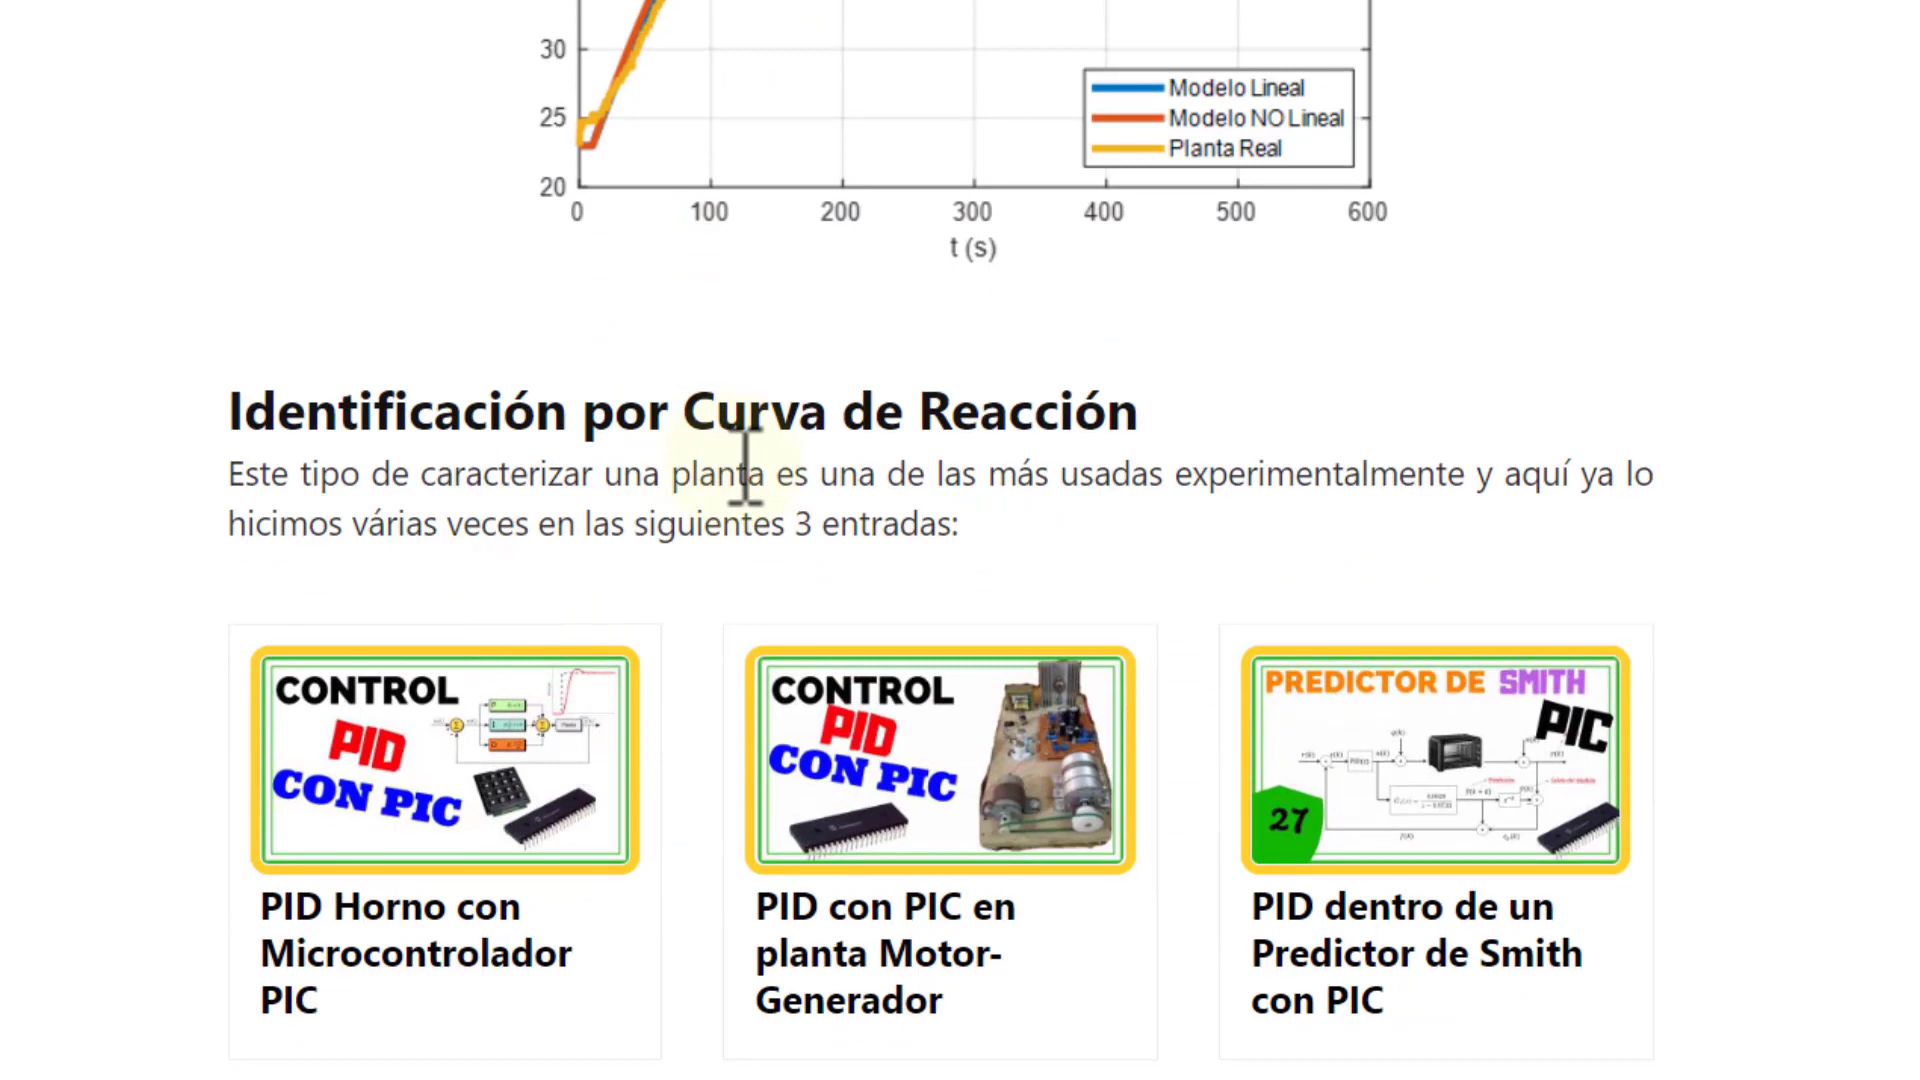 30
25
20
0 100 200 300 400 500 600
t (s)
Modelo Lineal
Modelo NO Lineal
Planta Real
Identificación por Curva de Reacción
Este tipo de caracterizar una planta es una de las más usadas experimentalmente y aquí ya lo
hicimos várias veces en las siguientes 3 entradas:
CONTROL
PID
CON PIC
PID Horno con
Microcontrolador
PIC
CONTROL
PID
CON PIC
PID con PIC en
planta Motor-
Generador
PREDICTOR DE SMITH
PIC
27
PID dentro de un
Predictor de Smith
con PIC